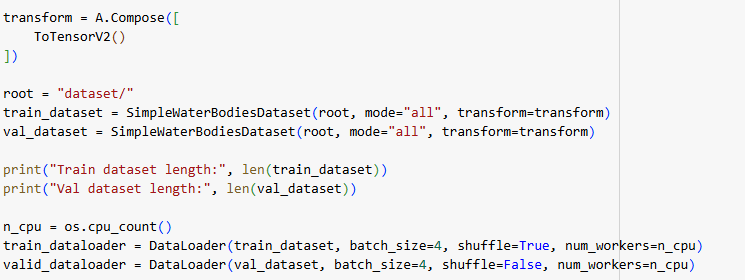 transform = A.Compose([
    ToTensorV2()
])
root = "dataset/"
train_dataset = SimpleWaterBodiesDataset(root, mode="all", transform=transform)
val_dataset = SimpleWaterBodiesDataset(root, mode="all", transform=transform)
print("Train dataset length:", len(train_dataset))
print("Val dataset length:", len(val_dataset))
n_cpu = os.cpu_count()
train_dataloader = DataLoader(train_dataset, batch_size=4, shuffle=True, num_workers=n_cpu)
valid_dataloader = DataLoader(val_dataset, batch_size=4, shuffle=False, num_workers=n_cpu)